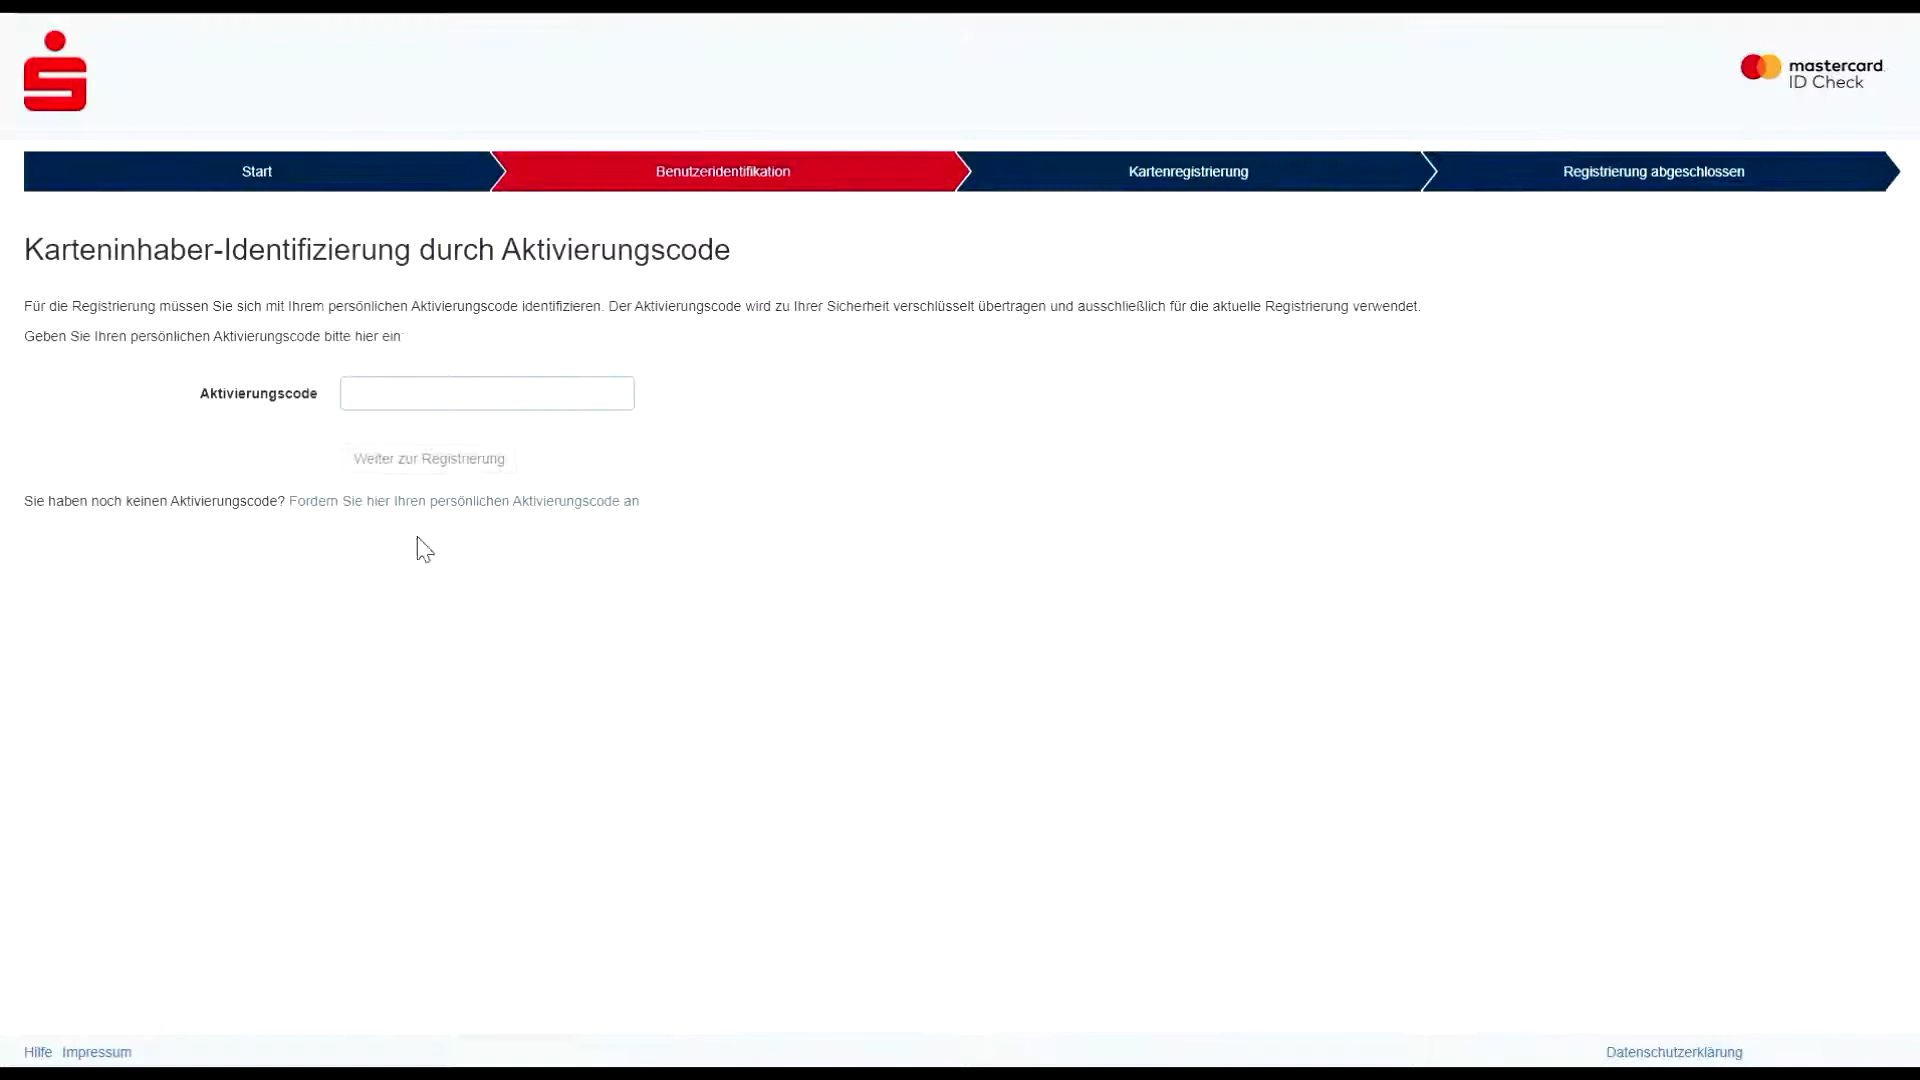 mastercard
ID Check
Start
Benutzeridentifikation
Kartenregistrierung
Registrierung abgeschlossen
Karteninhaber-Identifizierung durch Aktivierungscode
Für die Registrierung müssen Sie sich mit Ihrem persönlichen Aktivierungscode identifizieren. Der Aktivierungscode wird zu Ihrer Sicherheit verschlüsselt übertragen und ausschließlich für die aktuelle Registrierung verwendet.
Geben Sie Ihren persönlichen Aktivierungscode bitte hier ein:
Aktivierungscode
Weiter zur Registrierung
Sie haben noch keinen Aktivierungscode? Fordern Sie hier Ihren persönlichen Aktivierungscode an
Hilfe Impressum
Datenschutzerklärung